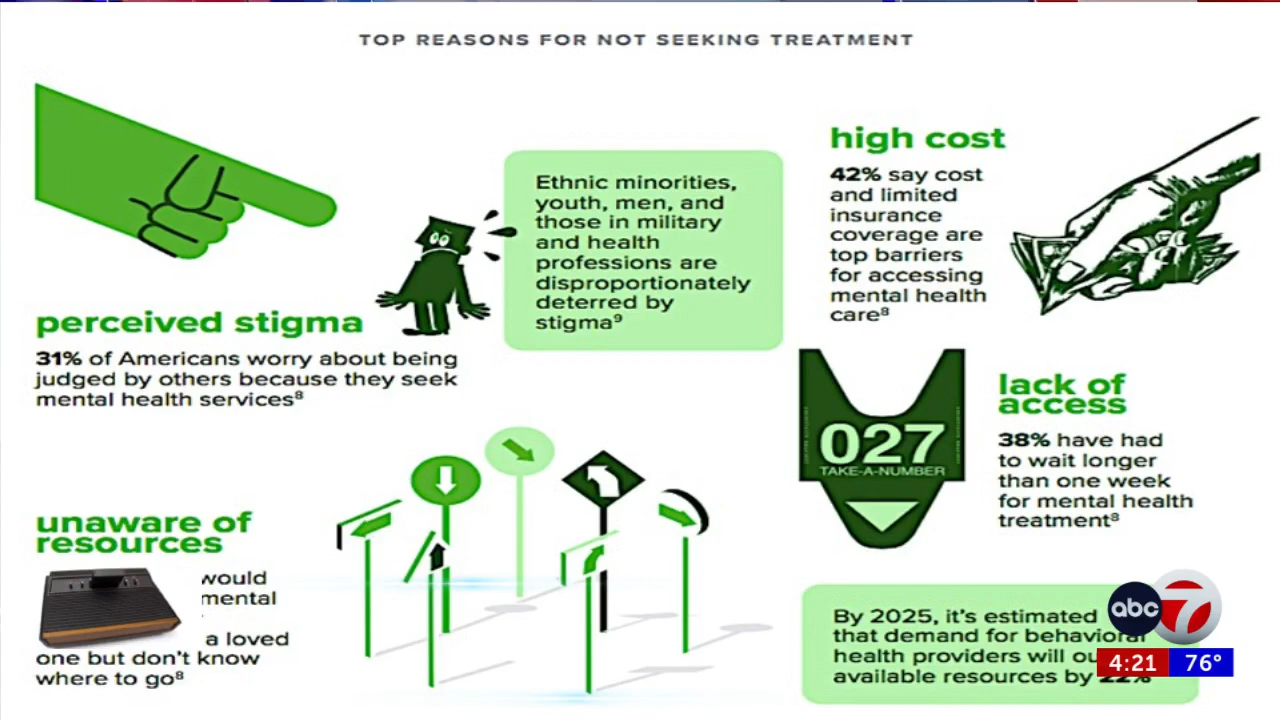 TOP REASONS FOR NOT SEEKING TREATMENT
perceived stigma
31% of Americans worry about being
judged by others because they seek
mental health services⁸
Ethnic minorities,
youth, men, and
those in military
and health
professions are
disproportionately
deterred by
stigma⁹
high cost
42% say cost
and limited
insurance
coverage are
top barriers
for accessing
mental health
care⁸
027
TAKE-A-NUMBER
lack of
access
38% have had
to wait longer
than one week
for mental health
treatment⁸
unaware of
resources
would
mental
a loved
one but don't know
where to go⁸
By 2025, it's estimated
that demand for behavioral
health providers will
available resources by 22%
abc 7
4:21 76°